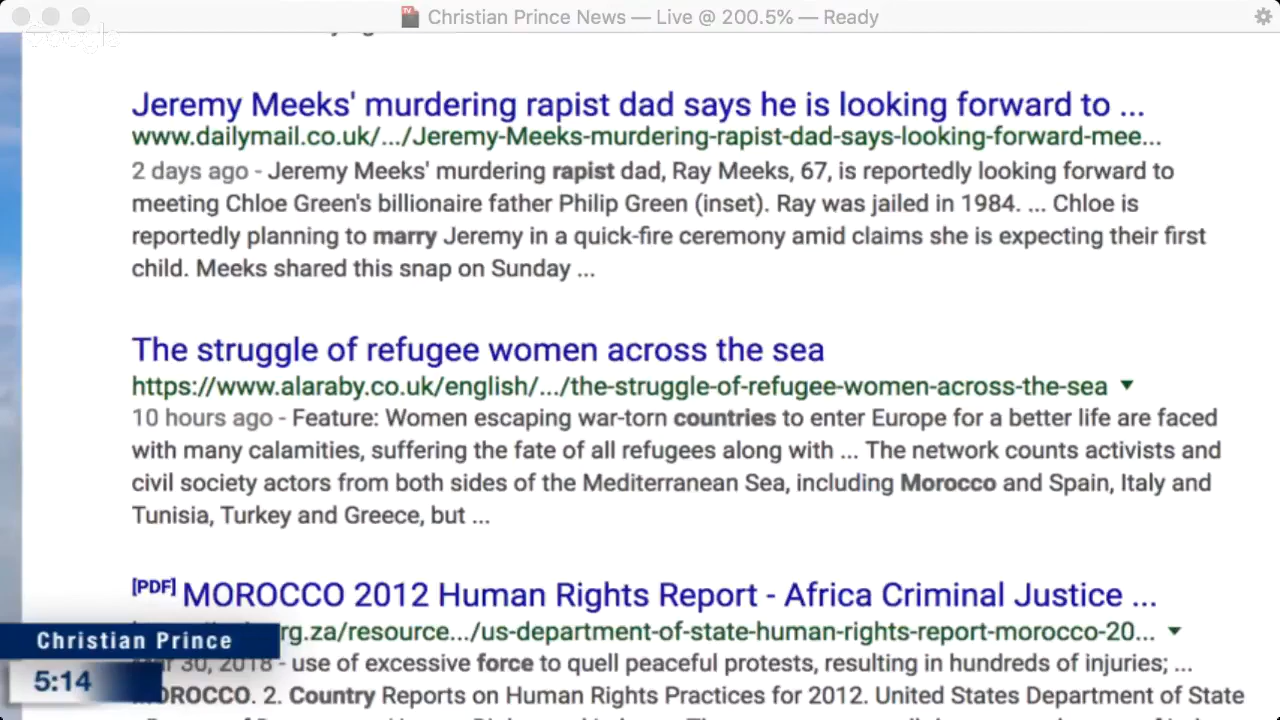 Christian Prince News — Live @ 200.5% — Ready
Google
Jeremy Meeks' murdering rapist dad says he is looking forward to ...
www.dailymail.co.uk/.../Jeremy-Meeks-murdering-rapist-dad-says-looking-forward-mee...
2 days ago - Jeremy Meeks' murdering rapist dad, Ray Meeks, 67, is reportedly looking forward to
meeting Chloe Green's billionaire father Philip Green (inset). Ray was jailed in 1984. ... Chloe is
reportedly planning to marry Jeremy in a quick-fire ceremony amid claims she is expecting their first
child. Meeks shared this snap on Sunday ...
The struggle of refugee women across the sea
https://www.alaraby.co.uk/english/.../the-struggle-of-refugee-women-across-the-sea
10 hours ago - Feature: Women escaping war-torn countries to enter Europe for a better life are faced
with many calamities, suffering the fate of all refugees along with ... The network counts activists and
civil society actors from both sides of the Mediterranean Sea, including Morocco and Spain, Italy and
Tunisia, Turkey and Greece, but ...
[PDF] MOROCCO 2012 Human Rights Report - Africa Criminal Justice ...
rg.za/resource.../us-department-of-state-human-rights-report-morocco-20...
30, 2018 - use of excessive force to quell peaceful protests, resulting in hundreds of injuries; ...
MOROCCO. 2. Country Reports on Human Rights Practices for 2012. United States Department of State
Christian Prince
5:14